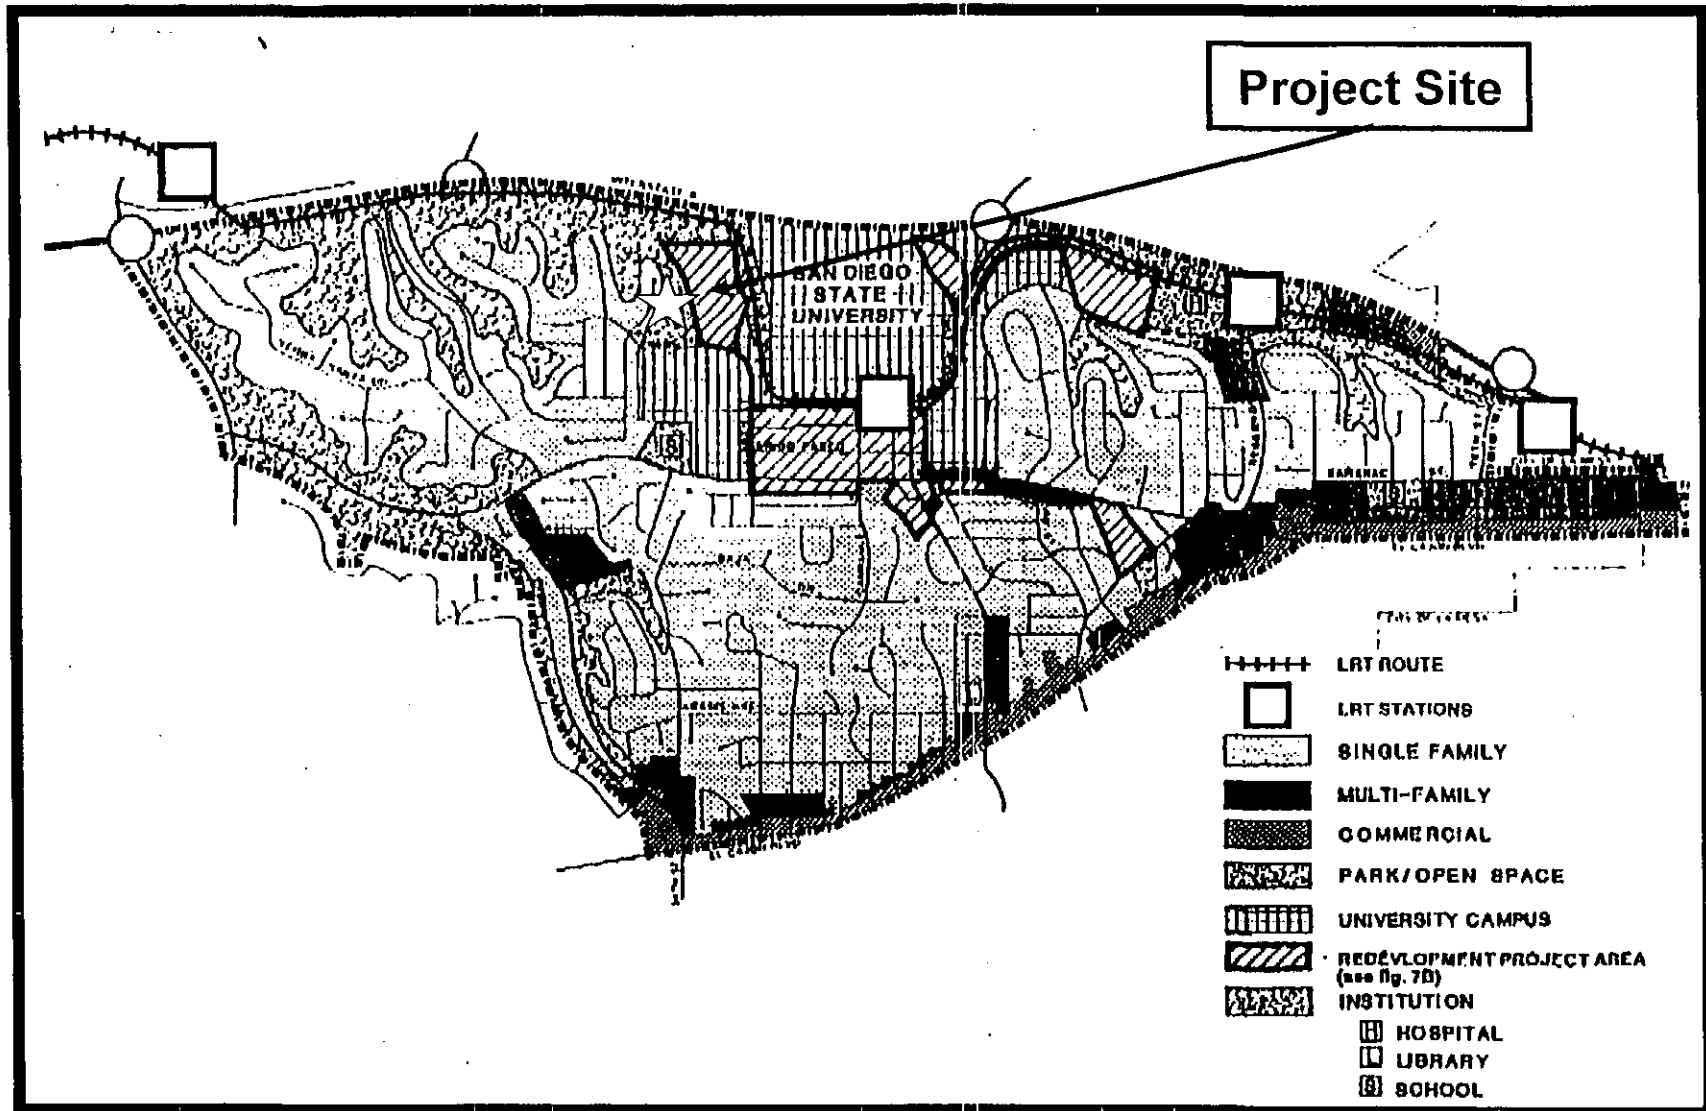 Project Site
SAN DIEGO
STATE
UNIVERSITY
H
S
L
LRT ROUTE
LRT STATIONS
SINGLE FAMILY
MULTI-FAMILY
COMMERCIAL
PARK/OPEN SPACE
UNIVERSITY CAMPUS
REDEVLOPMENT PROJECT AREA
(see fig. 7B)
INSTITUTION
H HOSPITAL
L LIBRARY
S SCHOOL